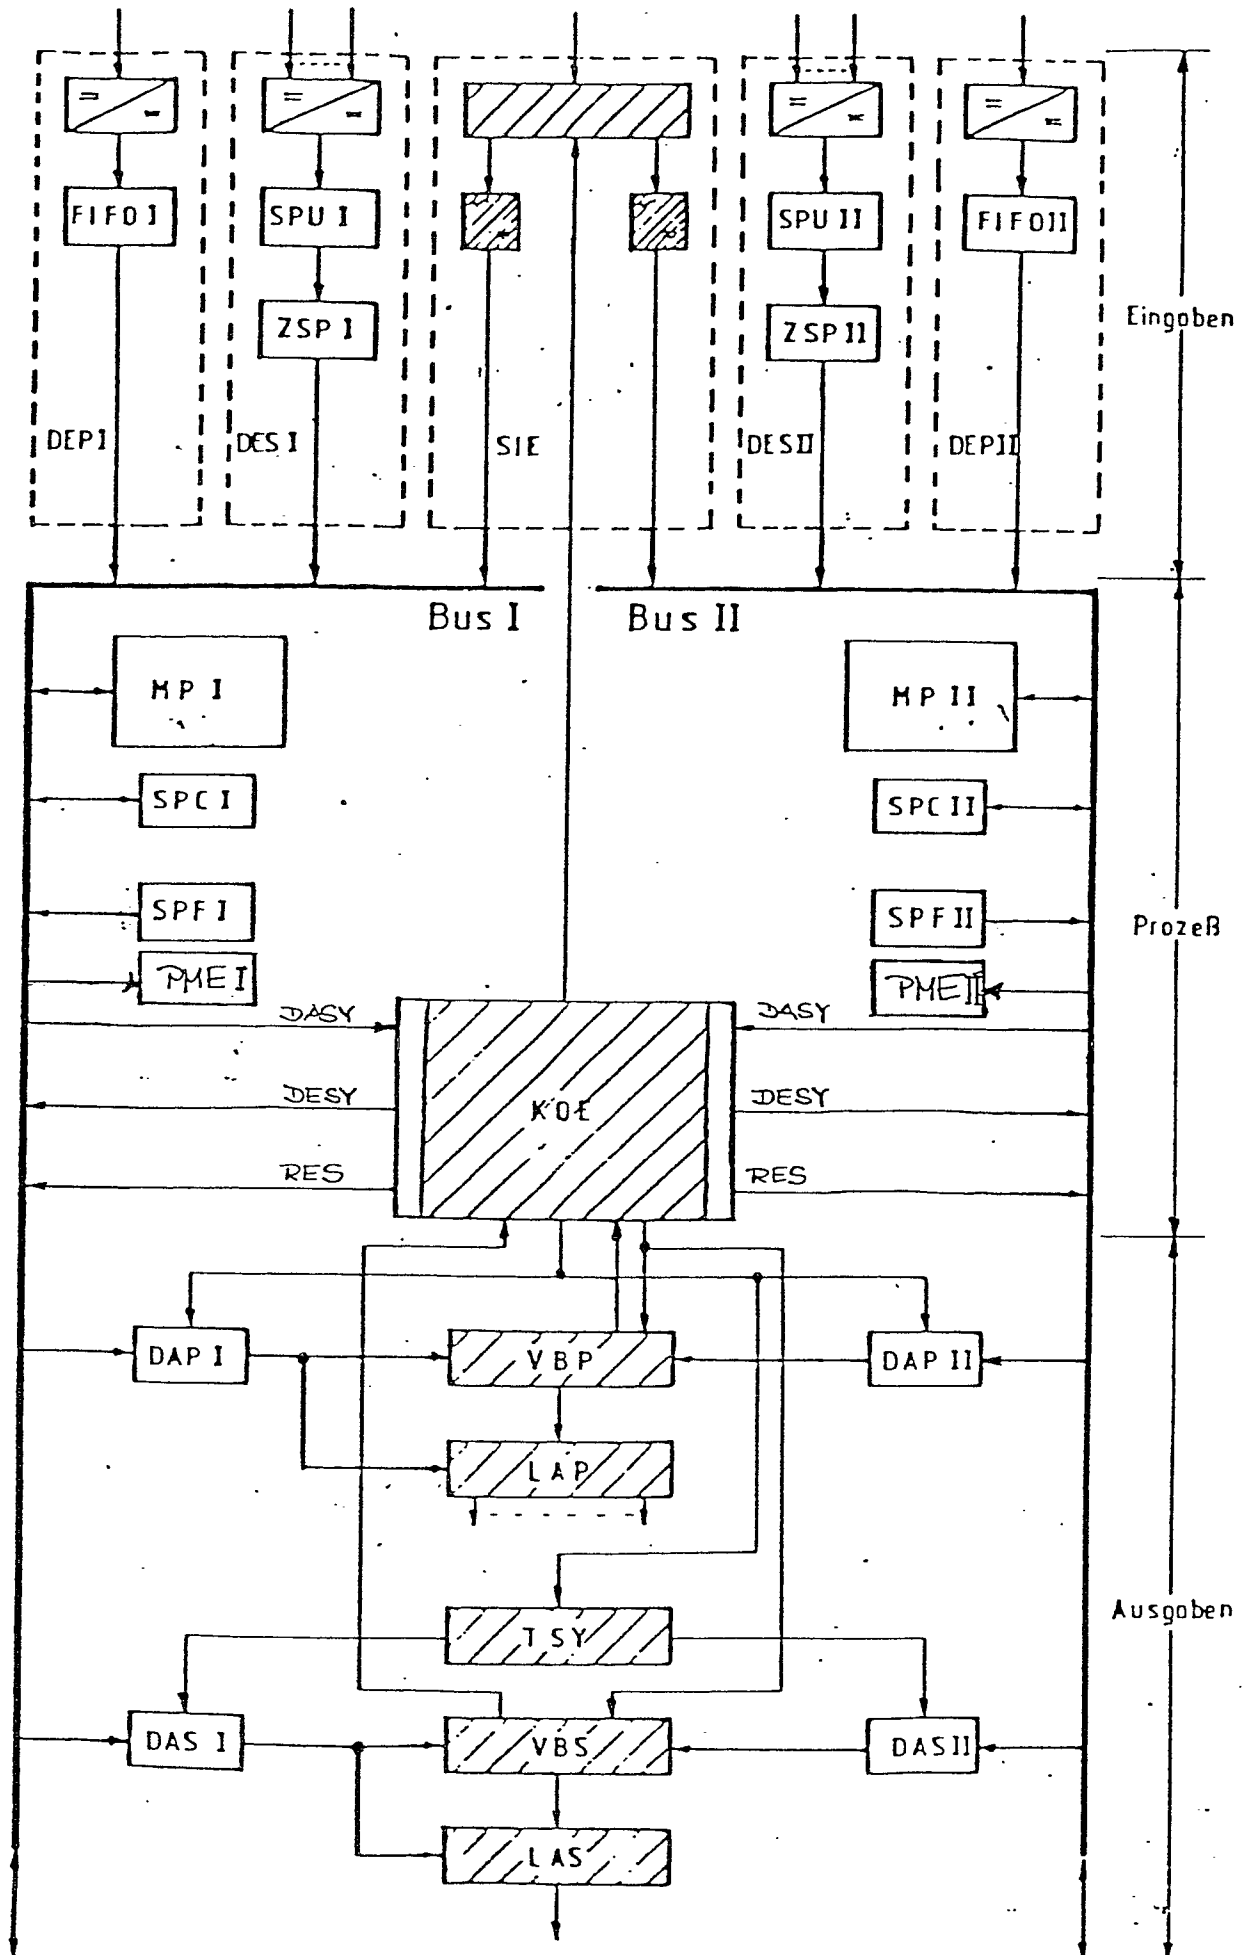 FIFO I
SPU I
SPU II
FIFO II
ZSP I
ZSP II
Eingaben
DEP I
DES I
SIE
DES II
DEP II
Bus I
Bus II
MP I
MP II
SPC I
SPC II
SPF I
SPF II
Prozeß
PME I
PME II
DASY
DASY
KOE
DESY
DESY
RES
RES
DAP I
VBP
DAP II
LAP
TSY
Ausgaben
DAS I
VBS
DAS II
LAS